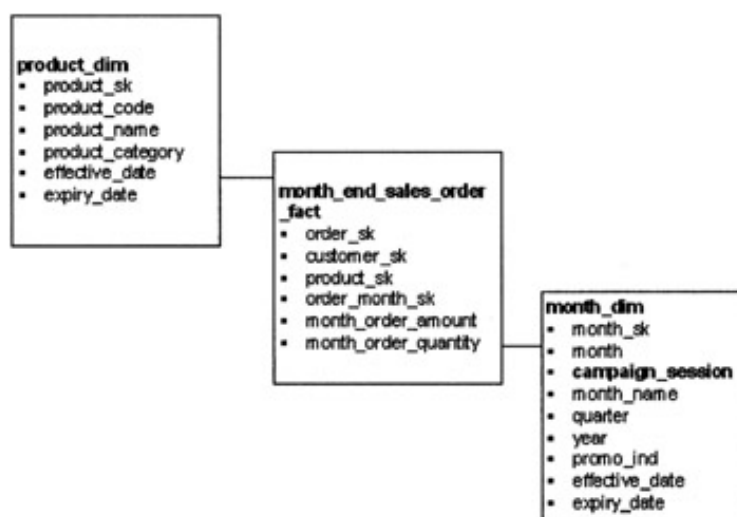 product_dim
▪ product_sk
▪ product_code
▪ product_name
▪ product_category
▪ effective_date
▪ expiry_date
month_end_sales_order
_fact
▪ order_sk
▪ customer_sk
▪ product_sk
▪ order_month_sk
▪ month_order_amount
▪ month_order_quantity
month_dim
▪ month_sk
▪ month
▪ campaign_session
▪ month_name
▪ quarter
▪ year
▪ promo_ind
▪ effective_date
▪ expiry_date